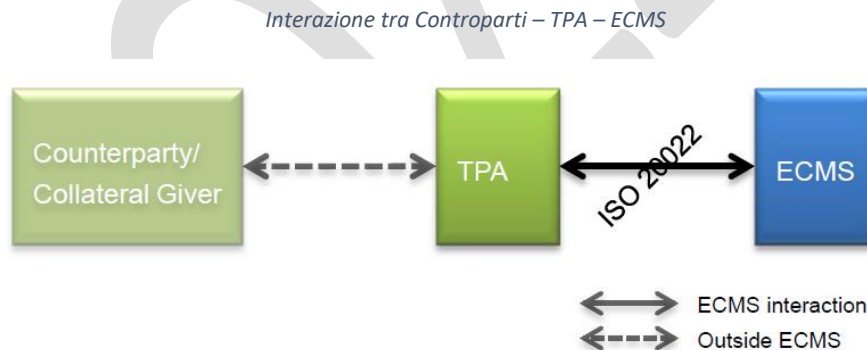 Interazione tra Controparti – TPA – ECMS
Counterparty/
Collateral Giver
TPA
ISO 20022
ECMS
ECMS interaction
Outside ECMS